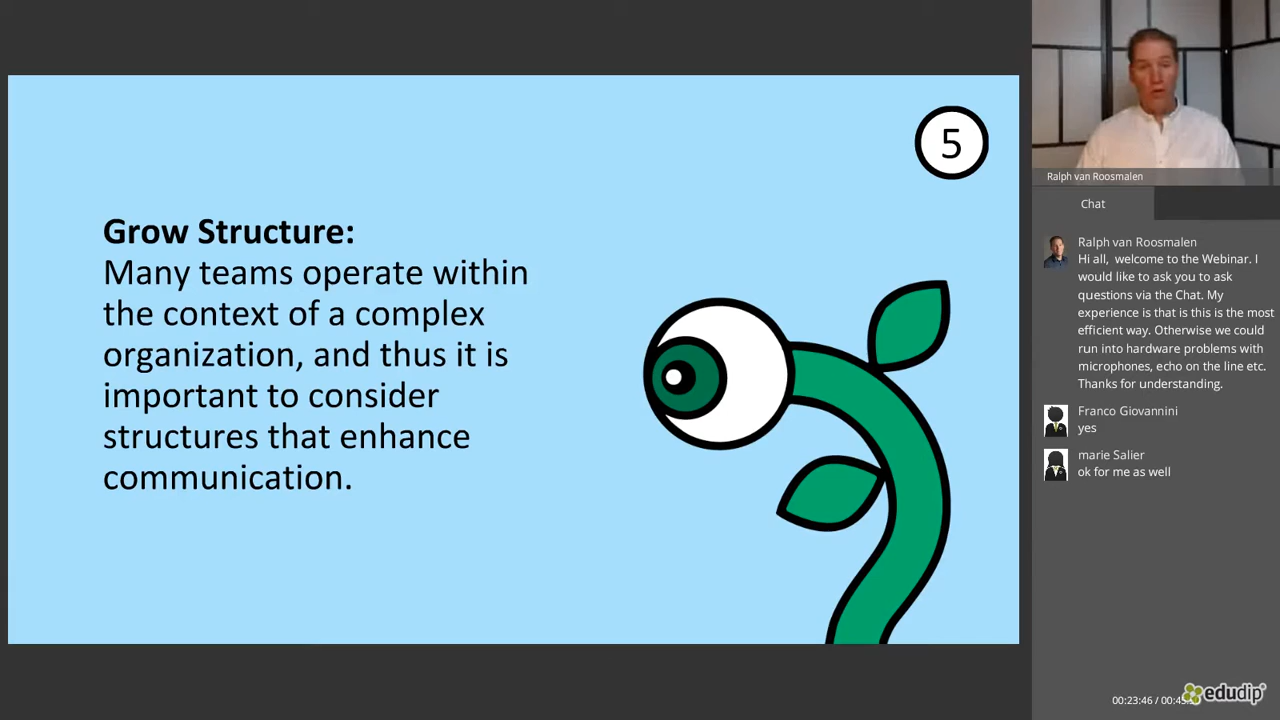 5
Grow Structure:
Many teams operate within
the context of a complex
organization, and thus it is
important to consider
structures that enhance
communication.
Ralph van Roosmalen
Chat
Ralph van Roosmalen
Hi all, welcome to the Webinar. I
would like to ask you to ask
questions via the Chat. My
experience is that is this is the most
efficient way. Otherwise we could
run into hardware problems with
microphones, echo on the line etc.
Thanks for understanding.
Franco Giovannini
yes
marie Salier
ok for me as well
00:23:46 /
edudip